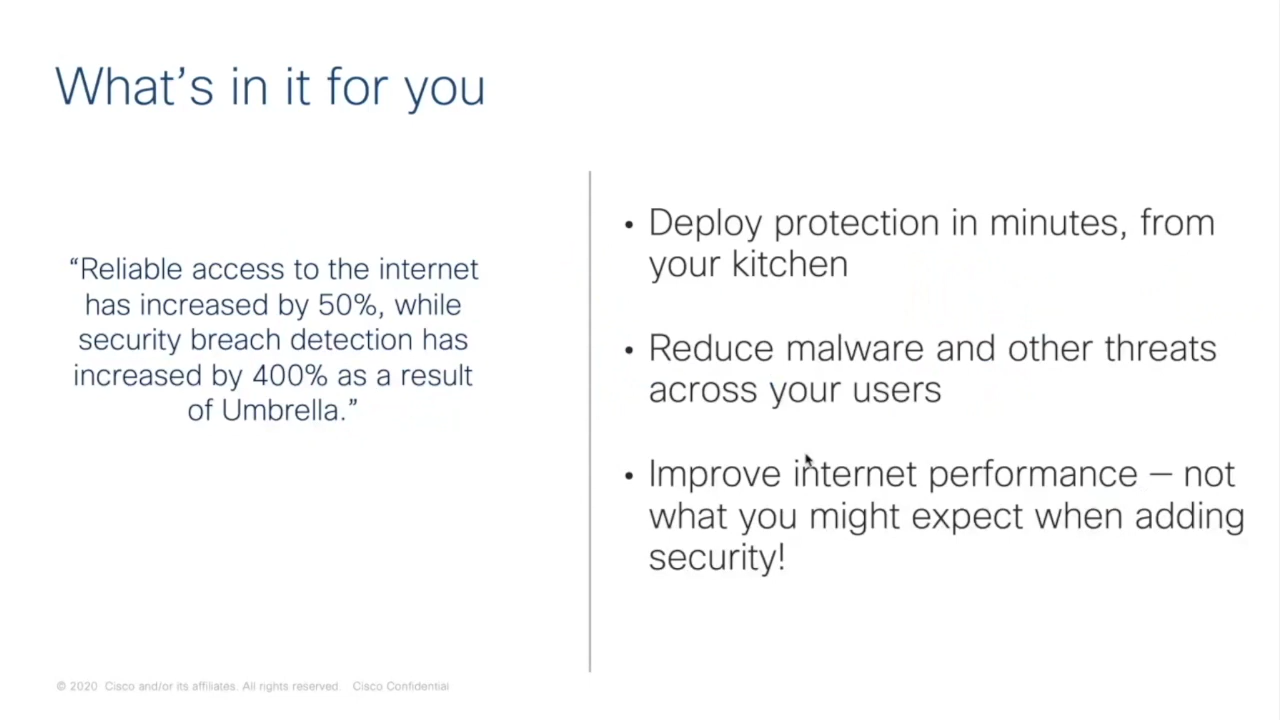 What’s in it for you
“Reliable access to the internet
has increased by 50%, while
security breach detection has
increased by 400% as a result
of Umbrella.”
• Deploy protection in minutes, from
your kitchen
• Reduce malware and other threats
across your users
• Improve internet performance – not
what you might expect when adding
security!
© 2020 Cisco and/or its affiliates. All rights reserved. Cisco Confidential